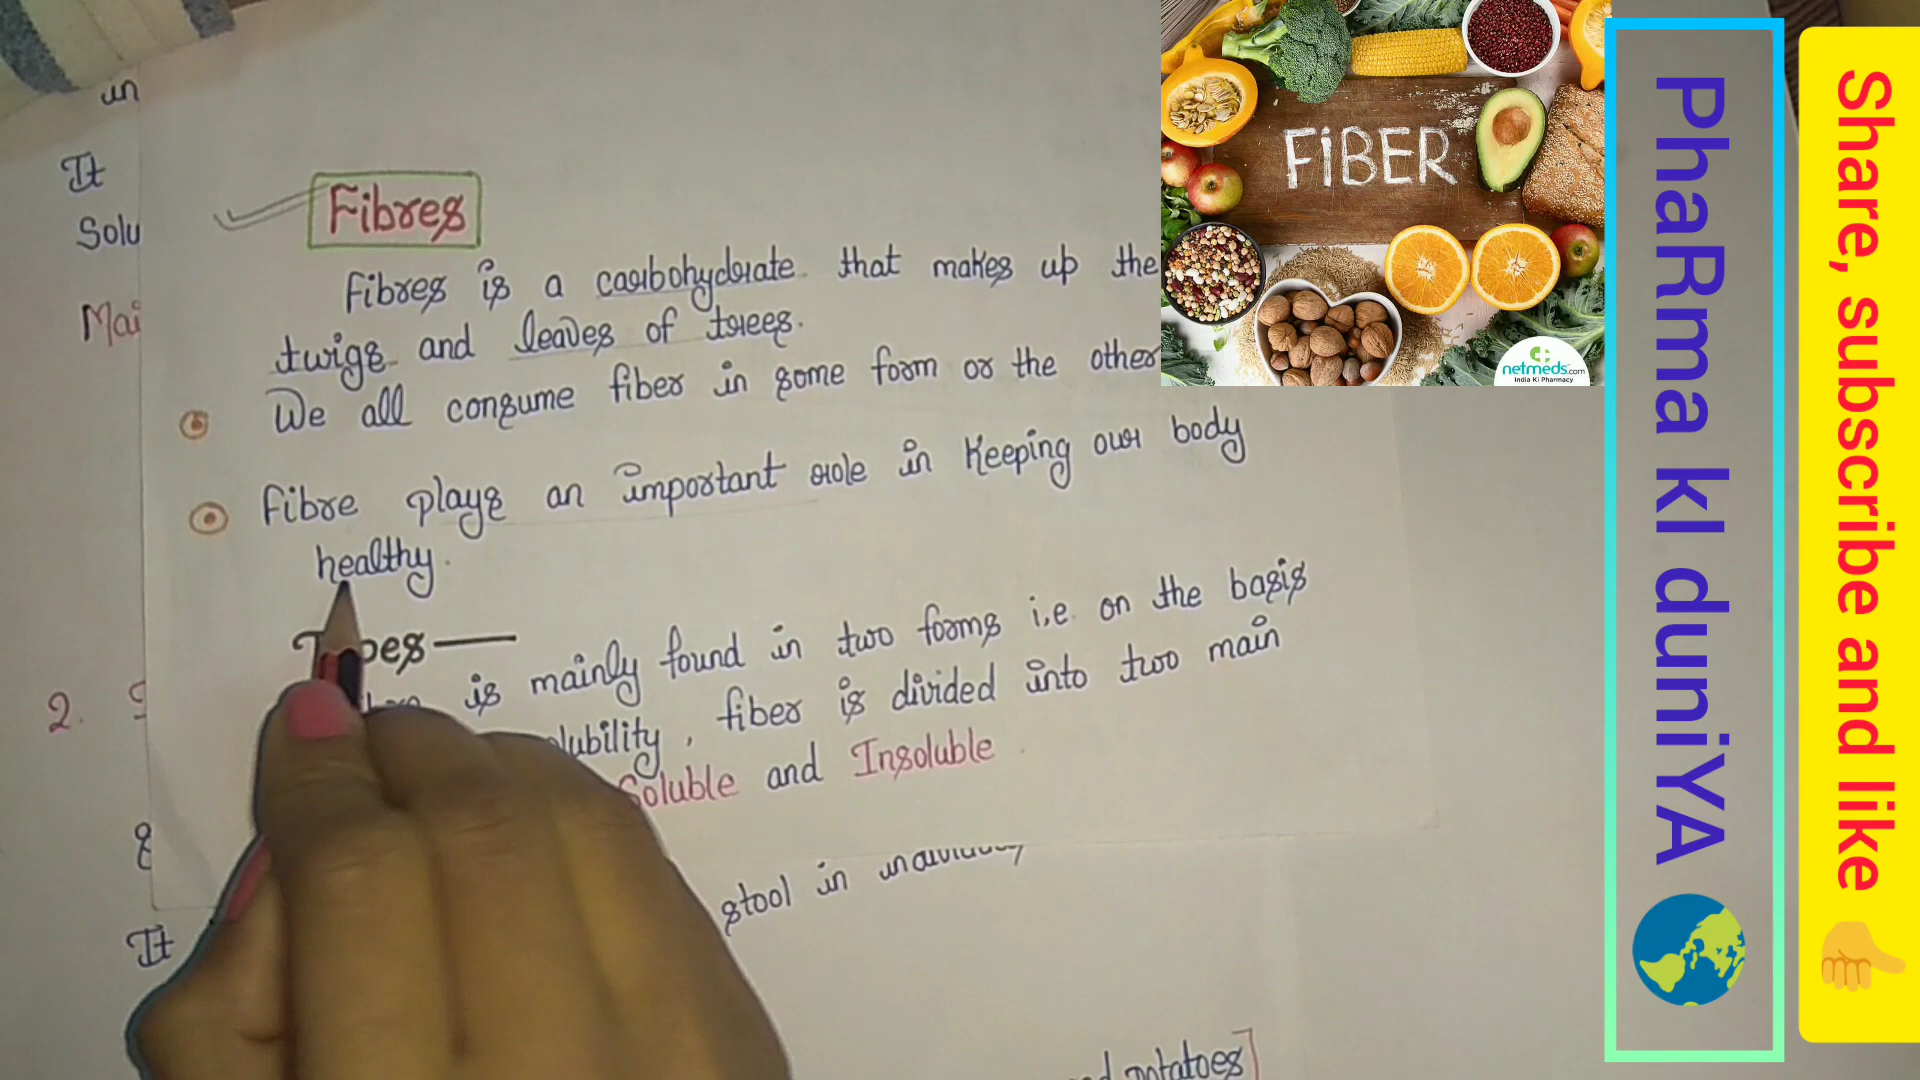 Fibres
Fibres is a carbohydrate that makes up the
twigs and leaves of trees.
We all consume fiber in some form or the other
Fibre plays an important role in keeping our body
healthy.
is mainly found in two forms i.e. on the basis
, fiber is divided into two main
Soluble and Insoluble
un
It
Solu
Mai
2.
It
stool in
potatoes
FiBER
netmeds.com
India Ki Pharmacy
PhaRma kI duniYA
Share, subscribe and like